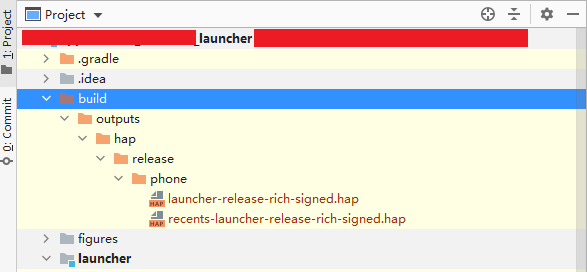 1: Project
0: Commit
Project
_launcher
.gradle
.idea
build
outputs
hap
release
phone
HAP launcher-release-rich-signed.hap
HAP recents-launcher-release-rich-signed.hap
figures
launcher